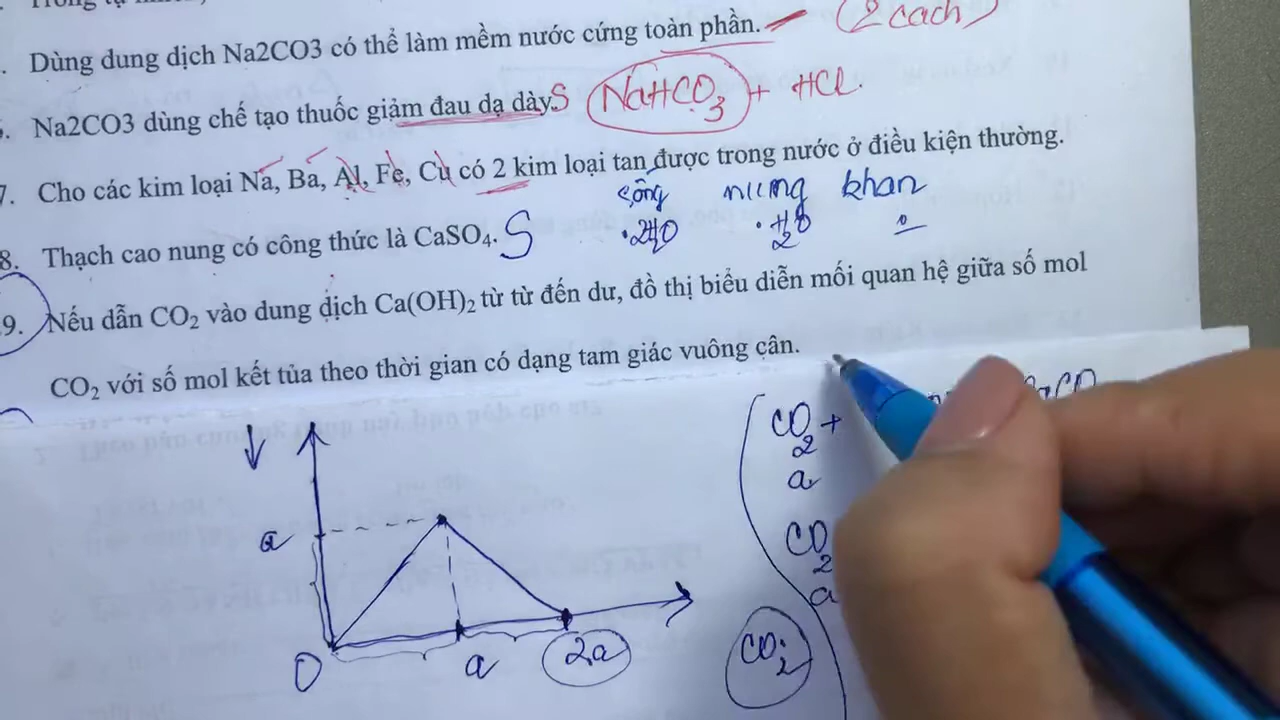 (2 cách)
Dùng dung dịch Na2CO3 có thể làm mềm nước cứng toàn phần.
Na2CO3 dùng chế tạo thuốc giảm đau dạ dày. S NaHCO3 + HCl.
7. Cho các kim loại Na, Ba, Al, Fe, Cu có 2 kim loại tan được trong nước ở điều kiện thường.
sống nung khan
8. Thạch cao nung có công thức là CaSO4. S .2H2O
9. Nếu dẫn CO2 vào dung dịch Ca(OH)2 từ từ đến dư, đồ thị biểu diễn mối quan hệ giữa số mol
CO2 với số mol kết tủa theo thời gian có dạng tam giác vuông cân.
↓
CO2 +
a
a
CO2
a
O a 2a
CO2